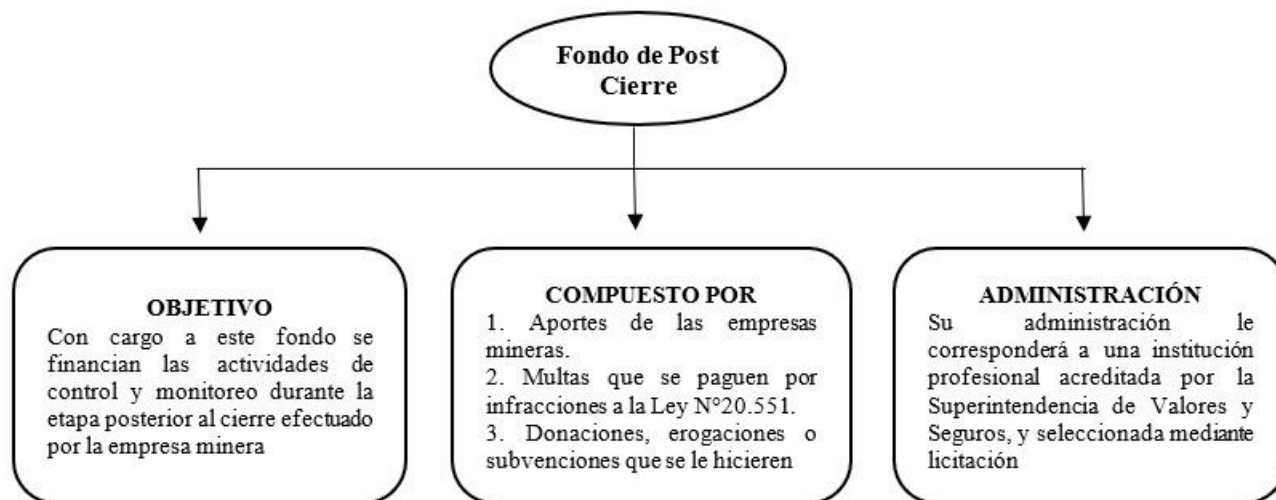 Fondo de Post
Cierre
OBJETIVO
Con cargo a este fondo se
financian las actividades de
control y monitoreo durante la
etapa posterior al cierre efectuado
por la empresa minera
COMPUESTO POR
1. Aportes de las empresas
mineras.
2. Multas que se paguen por
infracciones a la Ley N°20.551.
3. Donaciones, erogaciones o
subvenciones que se le hicieren
ADMINISTRACIÓN
Su administración le
corresponderá a una institución
profesional acreditada por la
Superintendencia de Valores y
Seguros, y seleccionada mediante
licitación